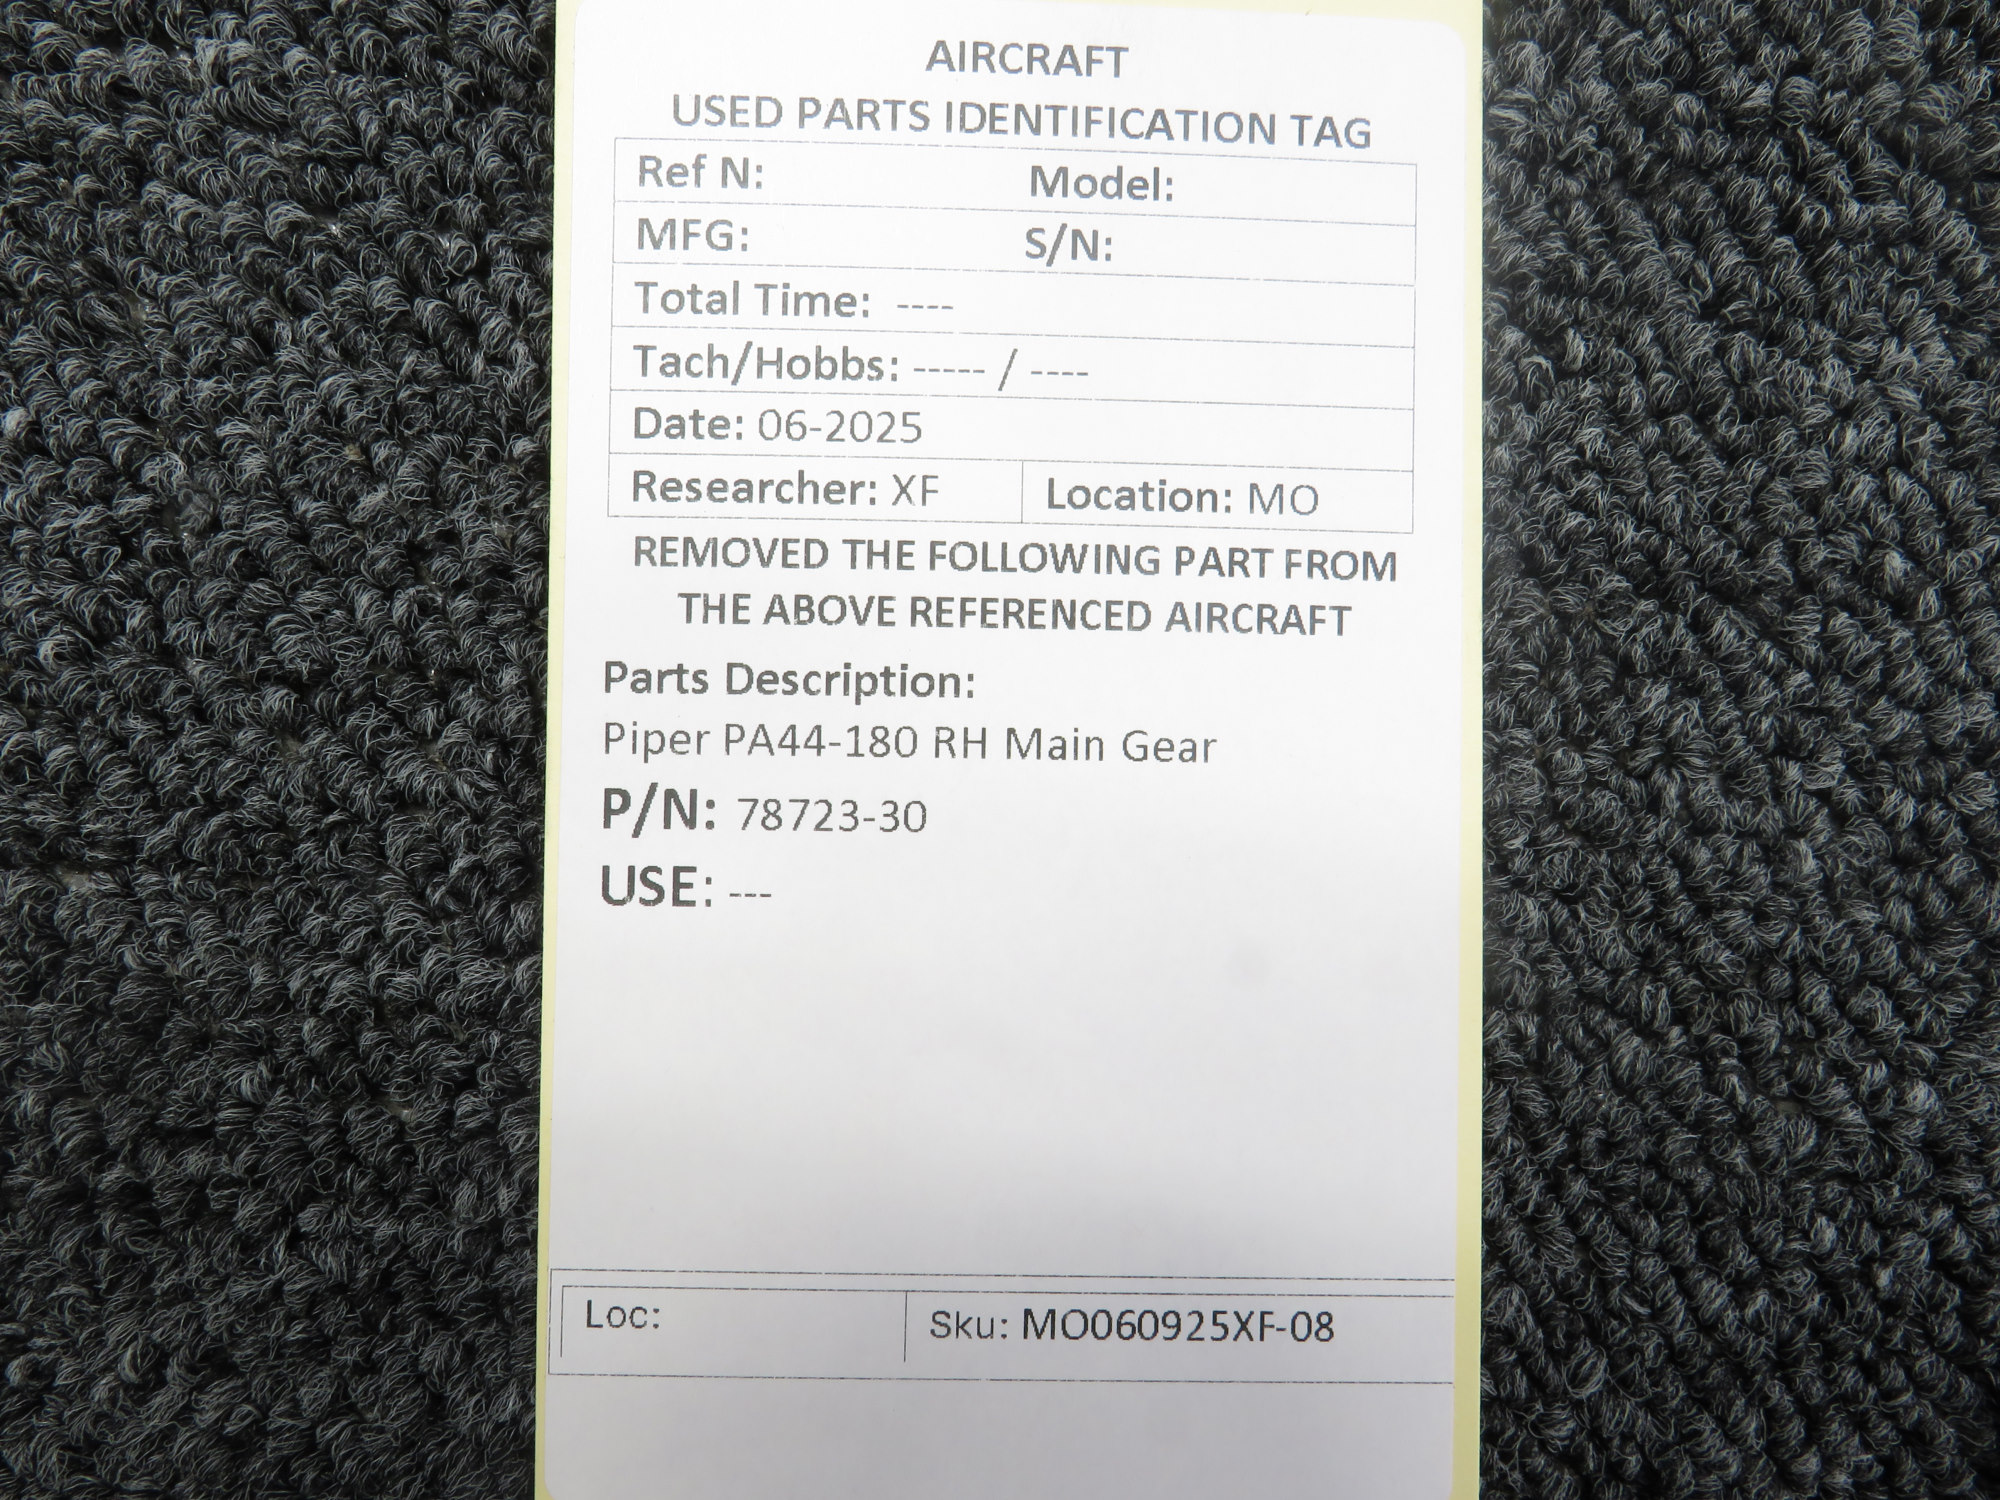 AIRCRAFT
USED PARTS IDENTIFICATION TAG
Ref N: Model:
MFG: S/N:
Total Time: ----
Tach/Hobbs: ----- / ----
Date: 06-2025
Researcher: XF Location: MO
REMOVED THE FOLLOWING PART FROM
THE ABOVE REFERENCED AIRCRAFT
Parts Description:
Piper PA44-180 RH Main Gear
P/N: 78723-30
USE: ---
Loc: Sku: MO060925XF-08